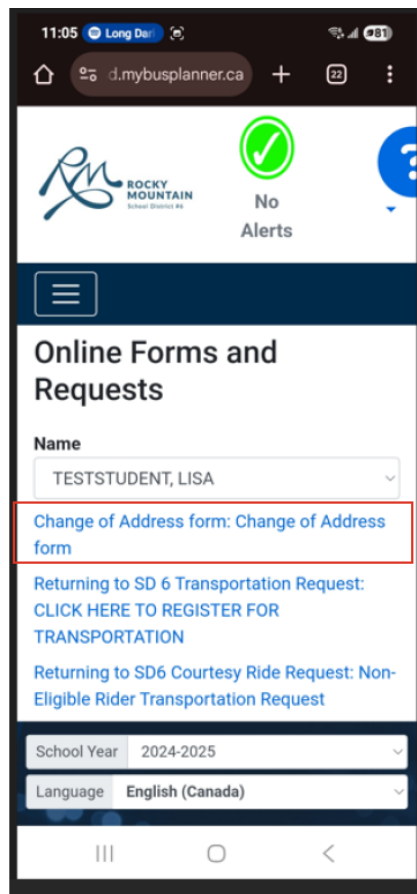 11:05 Long Dar 81
d.mybusplanner.ca + 22
RM ROCKY
MOUNTAIN
School District #6
No
Alerts
?
Online Forms and
Requests
Name
TESTSTUDENT, LISA
Change of Address form: Change of Address
form
Returning to SD 6 Transportation Request:
CLICK HERE TO REGISTER FOR
TRANSPORTATION
Returning to SD6 Courtesy Ride Request: Non-
Eligible Rider Transportation Request
School Year 2024-2025
Language English (Canada)